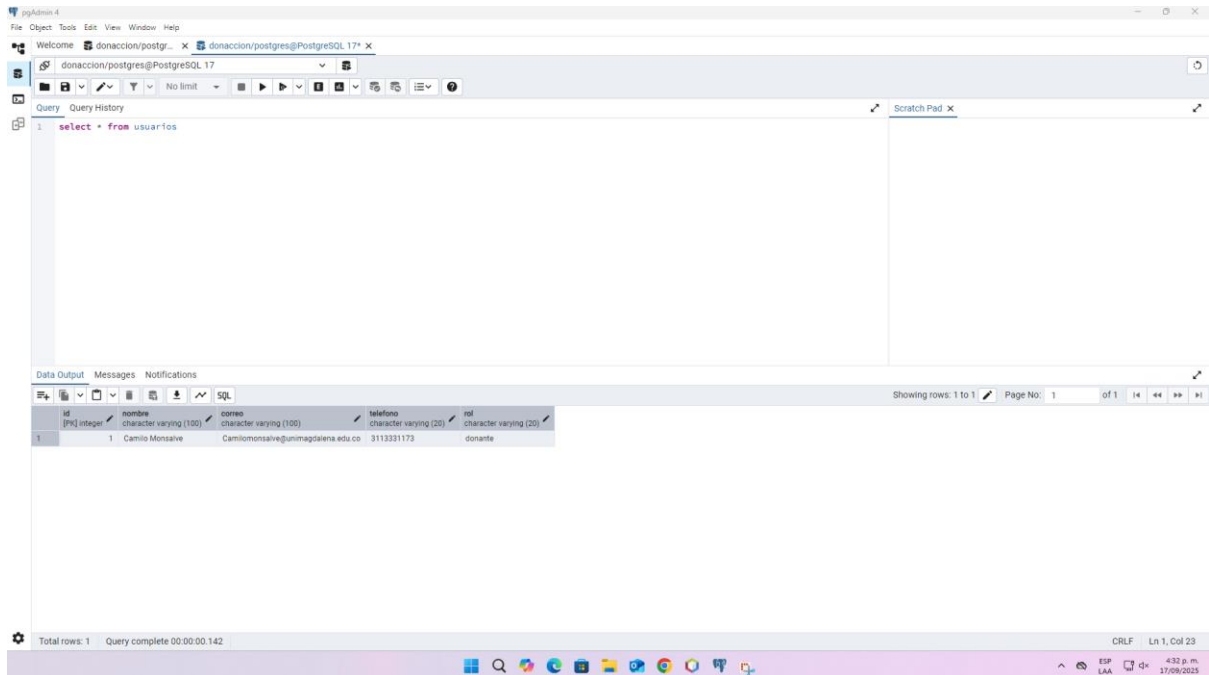 pgAdmin 4
File Object Tools Edit View Window Help
Welcome donaccion/postgr... X donaccion/postgres@PostgreSQL 17* X
donaccion/postgres@PostgreSQL 17
No limit
Query Query History
Scratch Pad X
1 select * from usuarios
Data Output Messages Notifications
SQL
Showing rows: 1 to 1 Page No: 1 of 1
id nombre correo telefono rol
[PK] integer character varying (100) character varying (100) character varying (20) character varying (20)
1 1 Camilo Monsalve Camilomonsalve@unimagdalena.edu.co 3113331173 donante
Total rows: 1 Query complete 00:00:00.142
CRLF Ln 1, Col 23
ESP 4:32 p. m.
LAA 17/09/2025